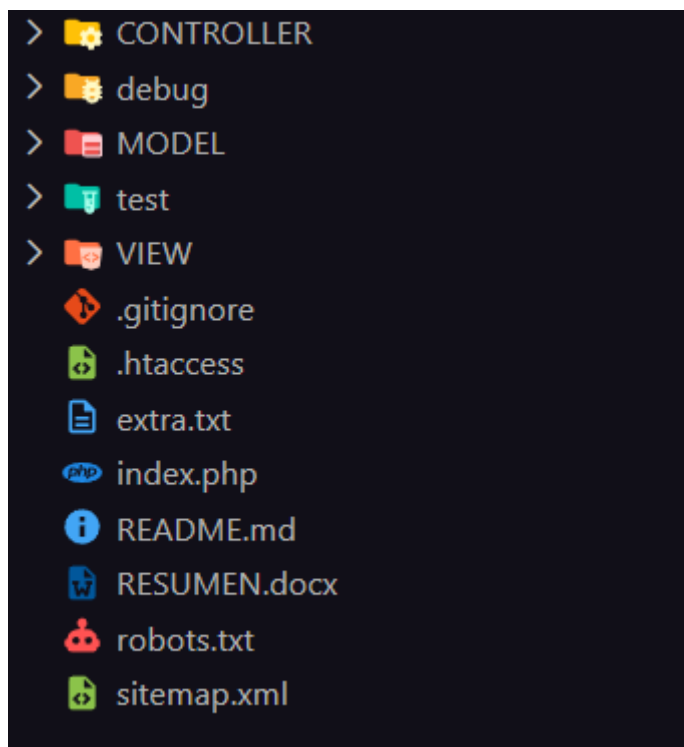 CONTROLLER
debug
MODEL
test
VIEW
.gitignore
.htaccess
extra.txt
php index.php
README.md
RESUMEN.docx
robots.txt
sitemap.xml